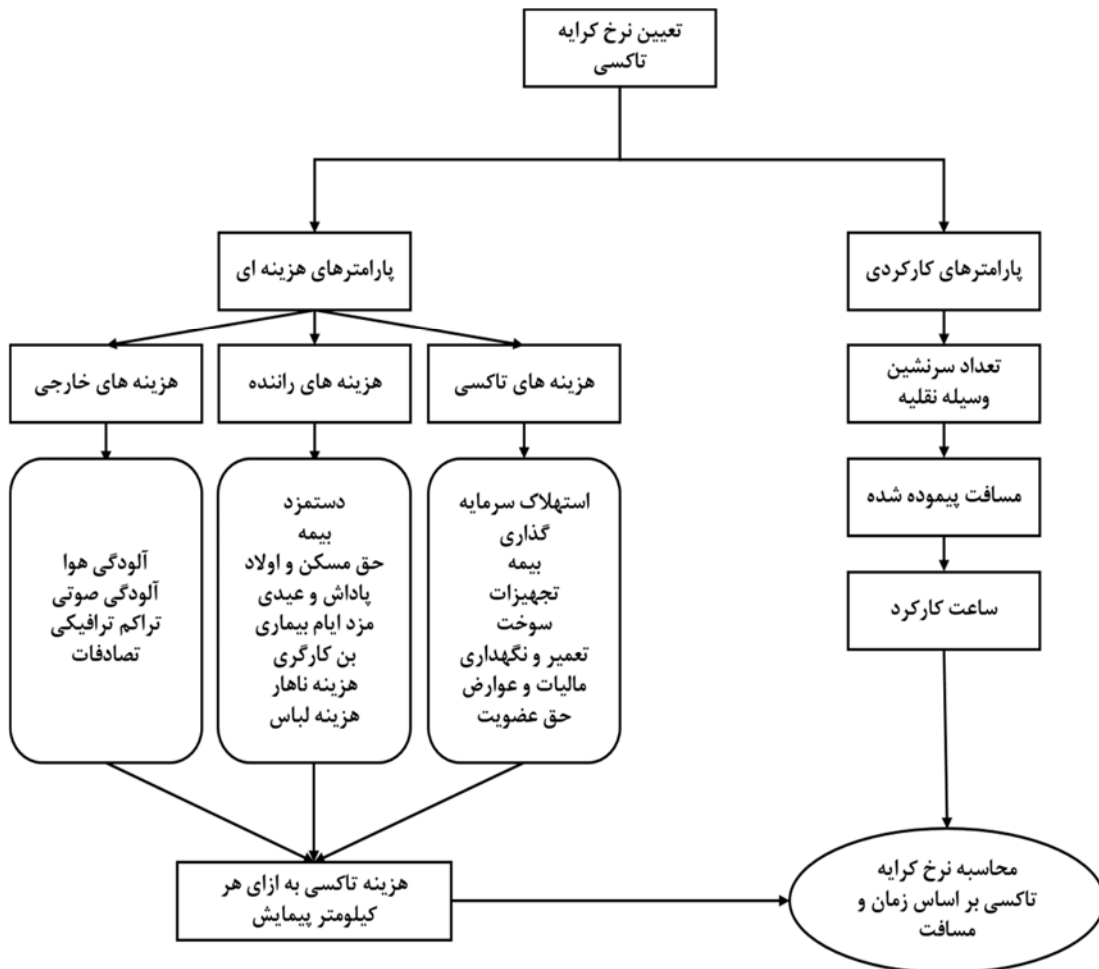 تعیین نرخ کرایه
تاکسی
پارامترهای کارکردی
پارامترهای هزینه ای
تعداد سرنشین
وسیله نقلیه
هزینه های تاکسی
هزینه های راننده
هزینه های خارجی
مسافت پیموده شده
ساعت کارکرد
استهلاک سرمایه
گذاری
بیمه
تجهیزات
سوخت
تعمیر و نگهداری
مالیات و عوارض
حق عضویت
دستمزد
بیمه
حق مسکن و اولاد
پاداش و عیدی
مزد ایام بیماری
بن کارگری
هزینه ناهار
هزینه لباس
آلودگی هوا
آلودگی صوتی
تراکم ترافیکی
تصادفات
هزینه تاکسی به ازای هر
کیلومتر پیمایش
محاسبه نرخ کرایه
تاکسی بر اساس زمان و
مسافت